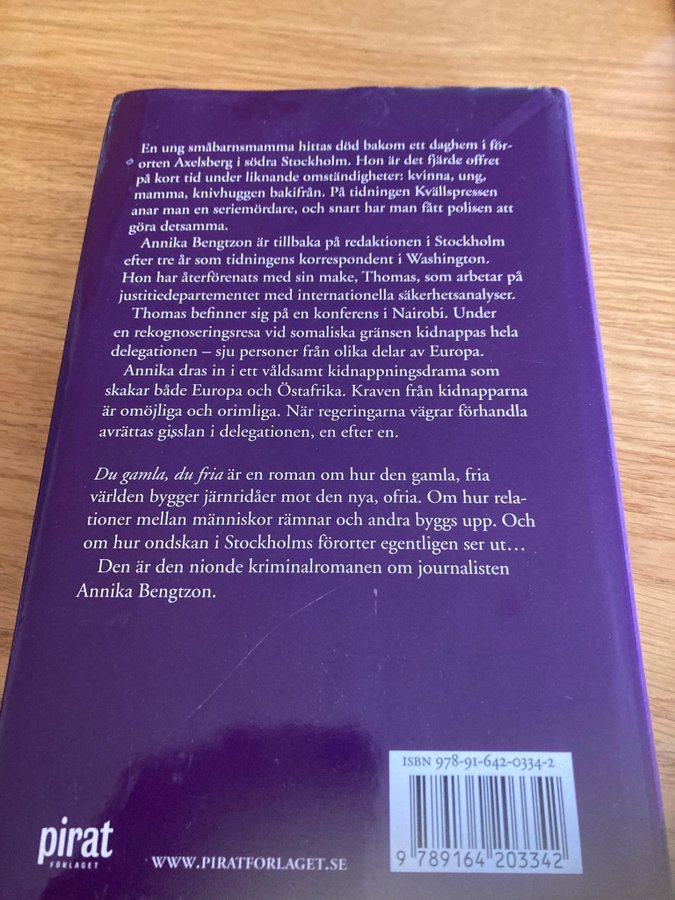 En ung småbarnsmamma hittas död bakom ett daghem i för-
orten Axelsberg i södra Stockholm. Hon är det fjärde offret
på kort tid under liknande omständigheter: kvinna, ung,
mamma, knivhuggen bakifrån. På tidningen Kvällspressen
anar man en seriemördare, och snart har man fått polisen att
göra detsamma.
Annika Bengtzon är tillbaka på redaktionen i Stockholm
efter tre år som tidningens korrespondent i Washington.
Hon har återförenats med sin make, Thomas, som arbetar på
justitiedepartementet med internationella säkerhetsanalyser.
Thomas befinner sig på en konferens i Nairobi. Under
en rekognoseringsresa vid somaliska gränsen kidnappas hela
delegationen – sju personer från olika delar av Europa.
Annika dras in i ett våldsamt kidnappningsdrama som
skakar både Europa och Östafrika. Kraven från kidnapparna
är omöjliga och orimliga. När regeringarna vägrar förhandla
avrättas gisslan i delegationen, en efter en.
Du gamla, du fria är en roman om hur den gamla, fria
världen bygger järnridåer mot den nya, ofria. Om hur rela-
tioner mellan människor rämnar och andra byggs upp. Och
om hur ondskan i Stockholms förorter egentligen ser ut…
Den är den nionde kriminalromanen om journalisten
Annika Bengtzon.
ISBN 978-91-642-0334-2
9 789164 203342
pirat
FÖRLAGET
WWW.PIRATFORLAGET.SE